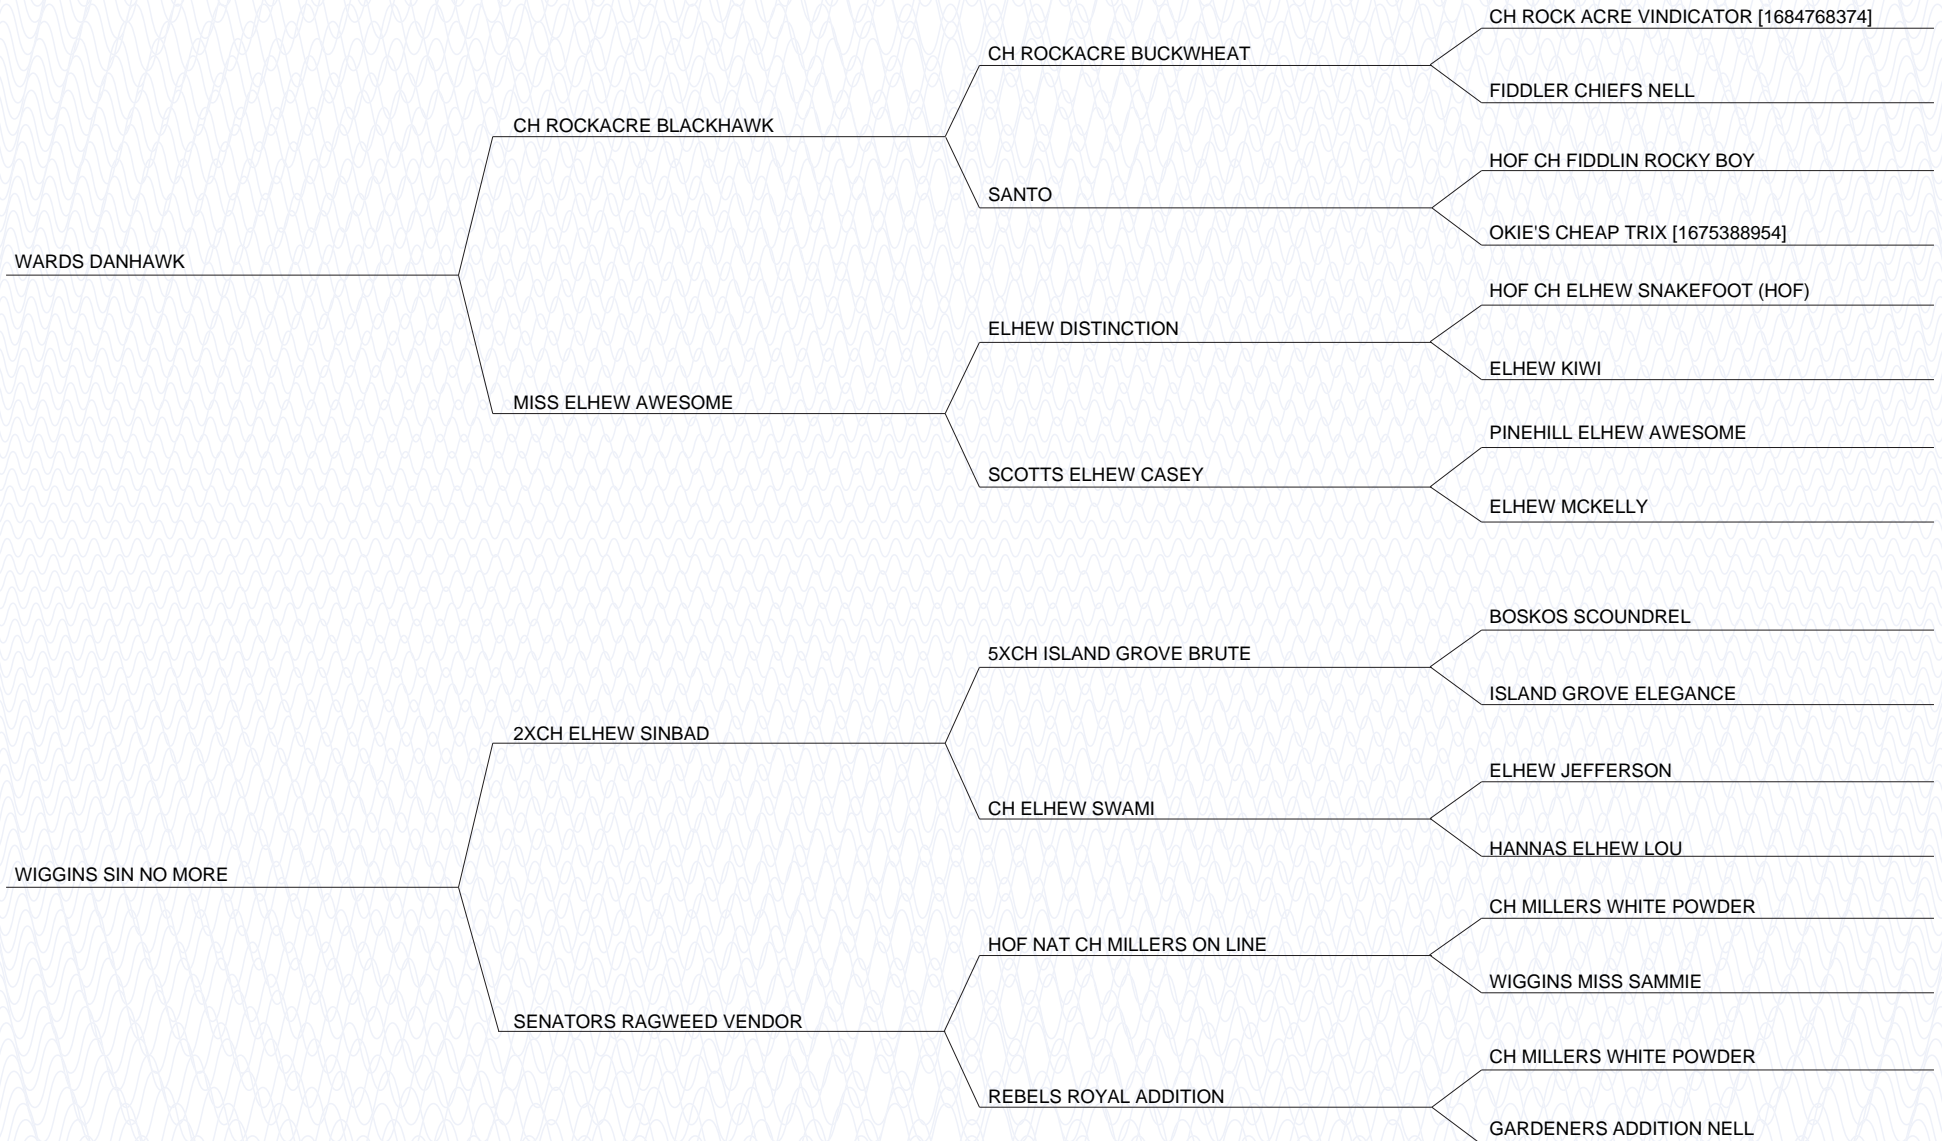 CH ROCK ACRE VINDICATOR [1684768374]
CH ROCKACRE BUCKWHEAT
FIDDLER CHIEFS NELL
CH ROCKACRE BLACKHAWK
HOF CH FIDDLIN ROCKY BOY
SANTO
OKIE'S CHEAP TRIX [1675388954]
WARDS DANHAWK
HOF CH ELHEW SNAKEFOOT (HOF)
ELHEW DISTINCTION
ELHEW KIWI
MISS ELHEW AWESOME
PINEHILL ELHEW AWESOME
SCOTTS ELHEW CASEY
ELHEW MCKELLY
BOSKOS SCOUNDREL
5XCH ISLAND GROVE BRUTE
ISLAND GROVE ELEGANCE
2XCH ELHEW SINBAD
ELHEW JEFFERSON
CH ELHEW SWAMI
HANNAS ELHEW LOU
WIGGINS SIN NO MORE
CH MILLERS WHITE POWDER
HOF NAT CH MILLERS ON LINE
WIGGINS MISS SAMMIE
SENATORS RAGWEED VENDOR
CH MILLERS WHITE POWDER
REBELS ROYAL ADDITION
GARDENERS ADDITION NELL